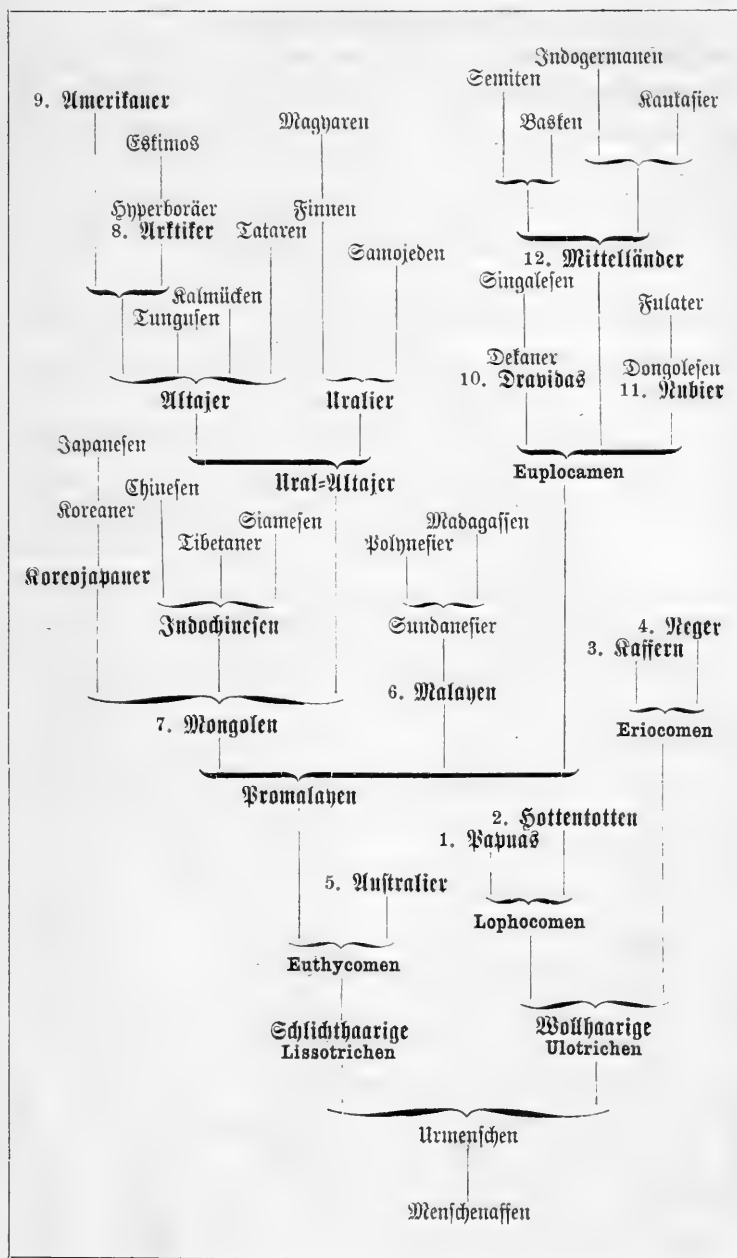 Indogermanen
Semiten
9. Amerikaner
Kaukasier
Magyaren
Basken
Eskimos
Hyperboräer
Finnen
8. Arktiker
Tataren
12. Mittelländer
Samojeden
Singalesen
Kalmücken
Fulater
Tungusen
Dekaner
Dongolesen
10. Dravidas
11. Nubier
Altajer
Uralier
Japanesen
Ural=Altajer
Euplocamen
Chinesen
Koreaner
Siamesen
Madagassen
Tibetaner
Polynesier
Koreojapaner
Indochinesen
Sundanesier
4. Neger
3. Kaffern
6. Malayen
7. Mongolen
Eriocomen
Promalayen
2. Hottentotten
1. Papuas
5. Australier
Lophocomen
Euthycomen
Schlichthaarige
Wollhaarige
Lissotrichen
Ulotrichen
Urmenschen
Menschenaffen